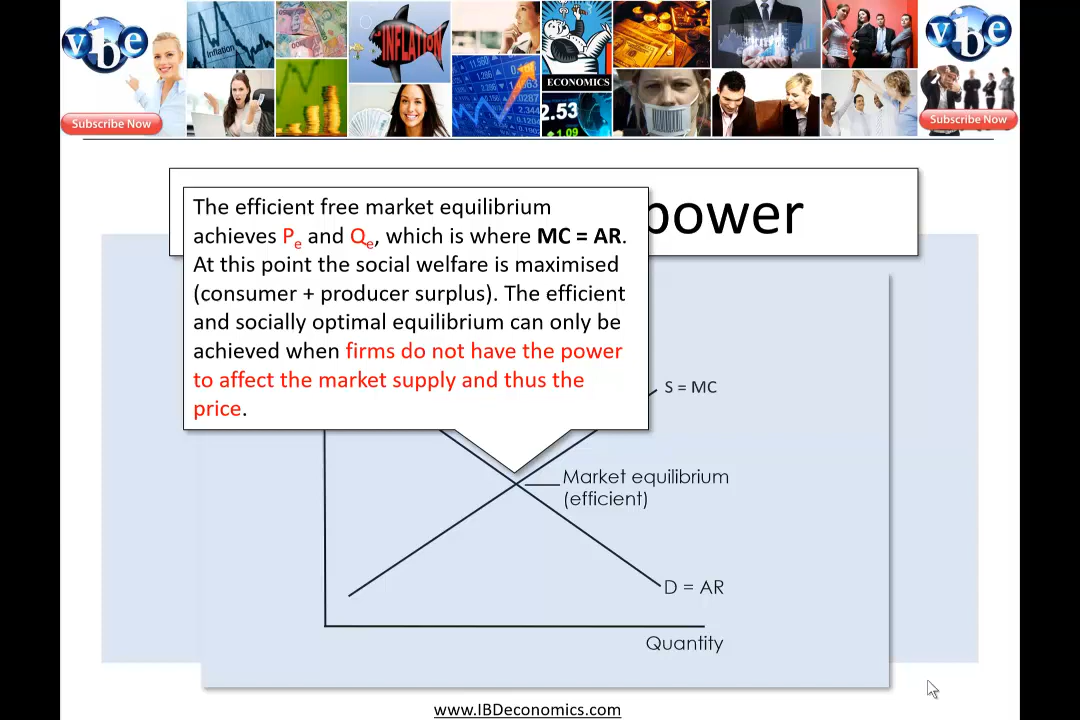 vbe
Inflation
INFLATION
ECONOMICS
2.53
1.09
vbe
Subscribe Now
Subscribe Now
power
The efficient free market equilibrium
achieves Pe and Qe, which is where MC = AR.
At this point the social welfare is maximised
(consumer + producer surplus). The efficient
and socially optimal equilibrium can only be
achieved when firms do not have the power
to affect the market supply and thus the
price.
S = MC
Market equilibrium
(efficient)
D = AR
Quantity
www.IBDeconomics.com